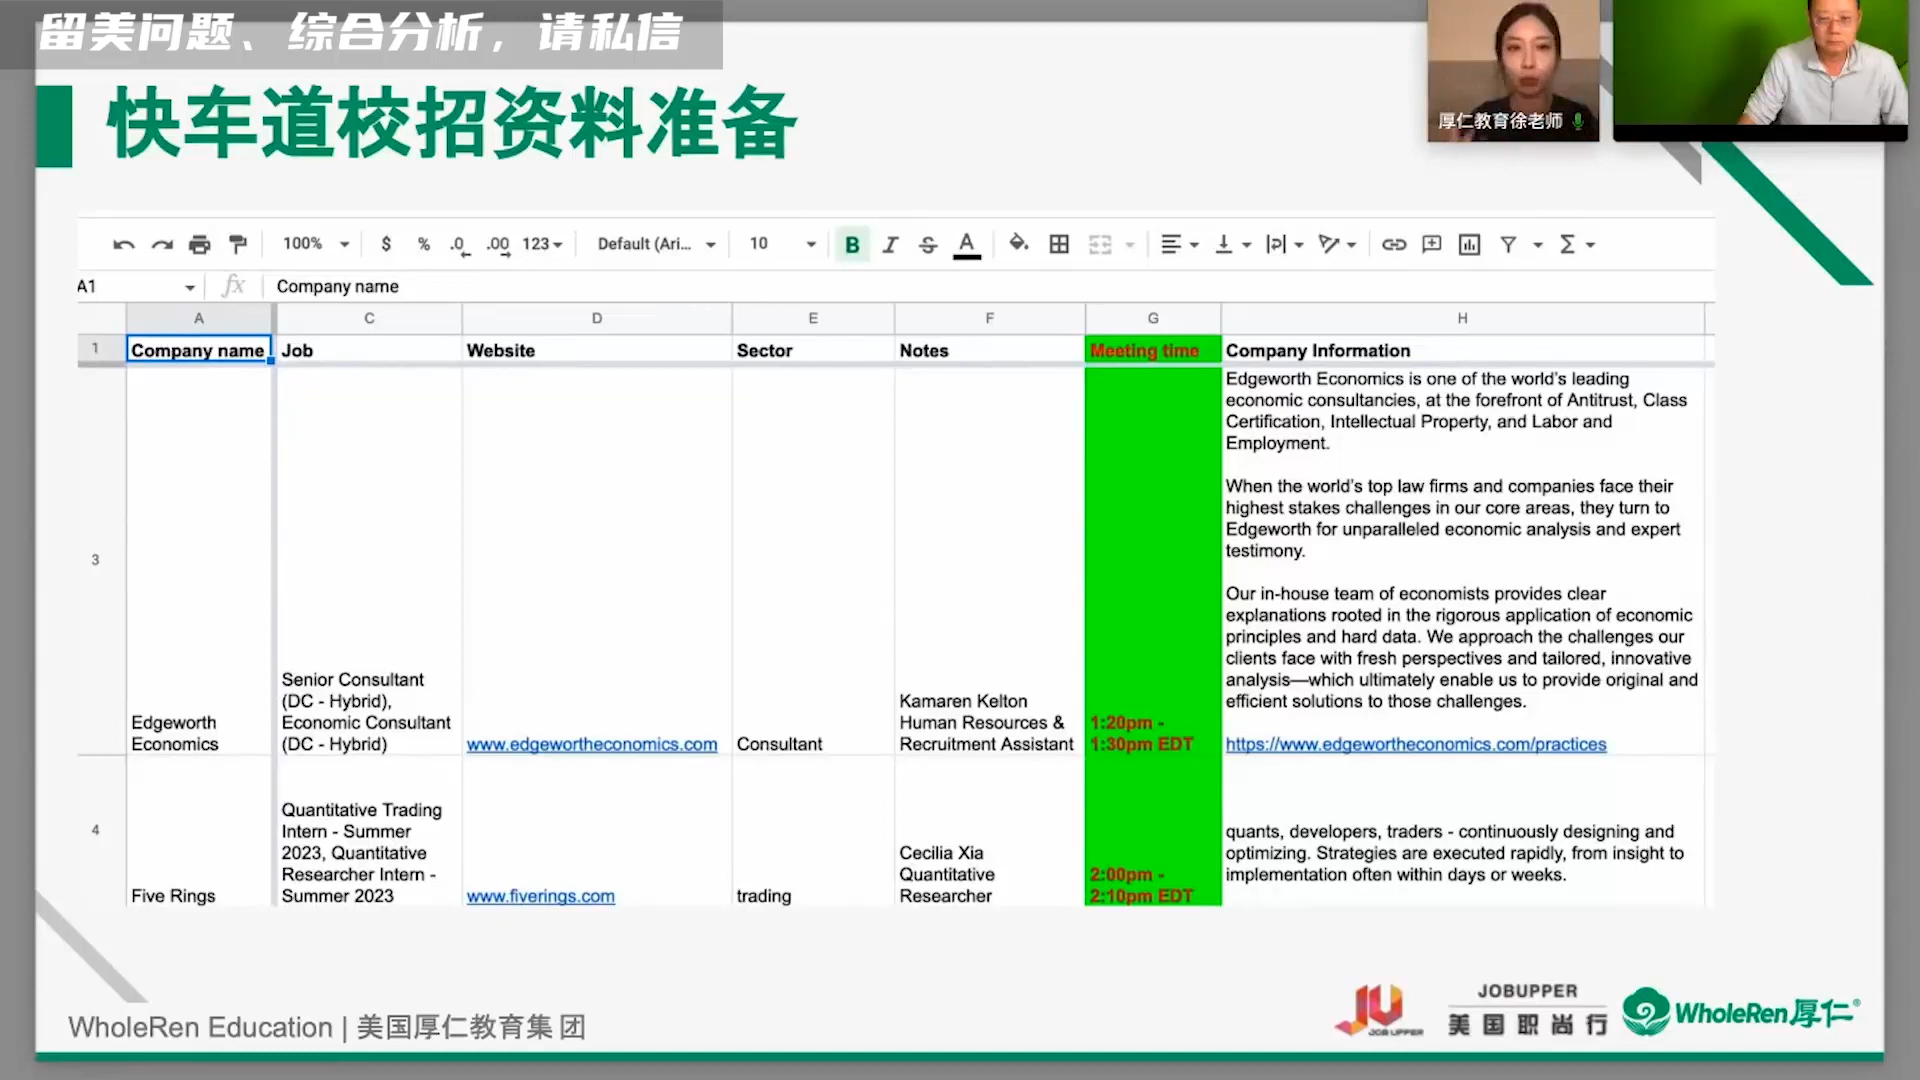 留美问题、综合分析，请私信
快车道校招资料准备
厚仁教育徐老师
100% $ % .0 .00 123 Default (Ari... 10 B I S A
A1 fx Company name
A C D E F G H
1 Company name Job Website Sector Notes Meeting time Company Information
3
Edgeworth
Economics
Senior Consultant
(DC - Hybrid),
Economic Consultant
(DC - Hybrid)
www.edgewortheconomics.com
Consultant
Kamaren Kelton
Human Resources &
Recruitment Assistant
1:20pm -
1:30pm EDT
Edgeworth Economics is one of the world's leading
economic consultancies, at the forefront of Antitrust, Class
Certification, Intellectual Property, and Labor and
Employment.
When the world's top law firms and companies face their
highest stakes challenges in our core areas, they turn to
Edgeworth for unparalleled economic analysis and expert
testimony.
Our in-house team of economists provides clear
explanations rooted in the rigorous application of economic
principles and hard data. We approach the challenges our
clients face with fresh perspectives and tailored, innovative
analysis—which ultimately enable us to provide original and
efficient solutions to those challenges.
https://www.edgewortheconomics.com/practices
4
Five Rings
Quantitative Trading
Intern - Summer
2023, Quantitative
Researcher Intern -
Summer 2023
www.fiverings.com
trading
Cecilia Xia
Quantitative
Researcher
2:00pm -
2:10pm EDT
quants, developers, traders - continuously designing and
optimizing. Strategies are executed rapidly, from insight to
implementation often within days or weeks.
WholeRen Education | 美国厚仁教育集团
JU
JOB UPPER
JOBUPPER
美国职尚行
WholeRen厚仁®